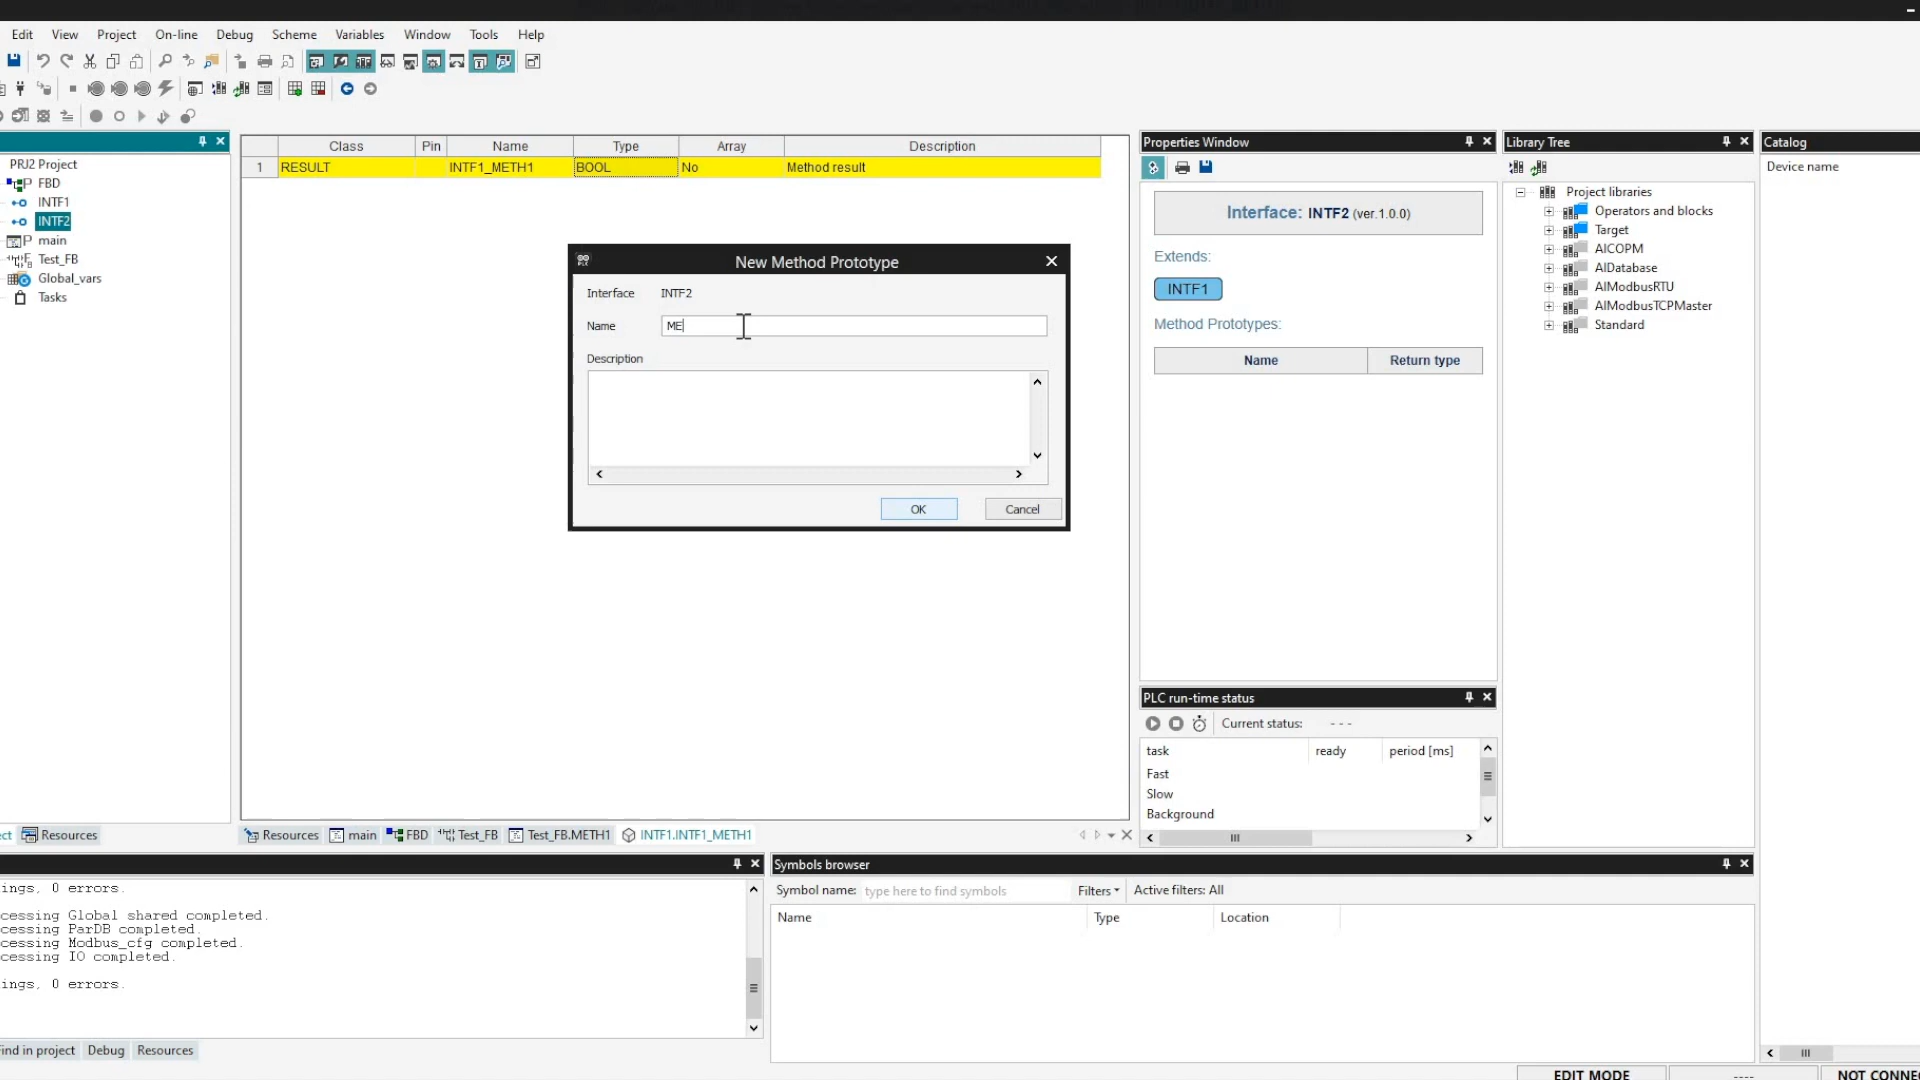 Edit View Project On-line Debug Scheme Variables Window Tools Help
PRJ2 Project
FBD
INTF1
INTF2
main
Test_FB
Global_vars
Tasks
Resources
Class Pin Name Type Array Description
1 RESULT INTF1_METH1 BOOL No Method result
New Method Prototype
Interface INTF2
Name ME
Description
OK Cancel
Resources main FBD Test_FB Test_FB.METH1 INTF1.INTF1_METH1
Properties Window
Interface: INTF2 (ver.1.0.0)
Extends:
INTF1
Method Prototypes:
Name Return type
PLC run-time status
Current status: - - -
task ready period [ms]
Fast
Slow
Background
Library Tree
Project libraries
Operators and blocks
Target
AlCOPM
AlDatabase
AlModbusRTU
AlModbusTCPMaster
Standard
Catalog
Device name
ings, 0 errors.
cessing Global shared completed.
cessing ParDB completed.
cessing Modbus_cfg completed.
cessing IO completed.
ings, 0 errors.
ind in project Debug Resources
Symbols browser
Symbol name: type here to find symbols Filters Active filters: All
Name Type Location
EDIT MODE ---- NOT CONNE